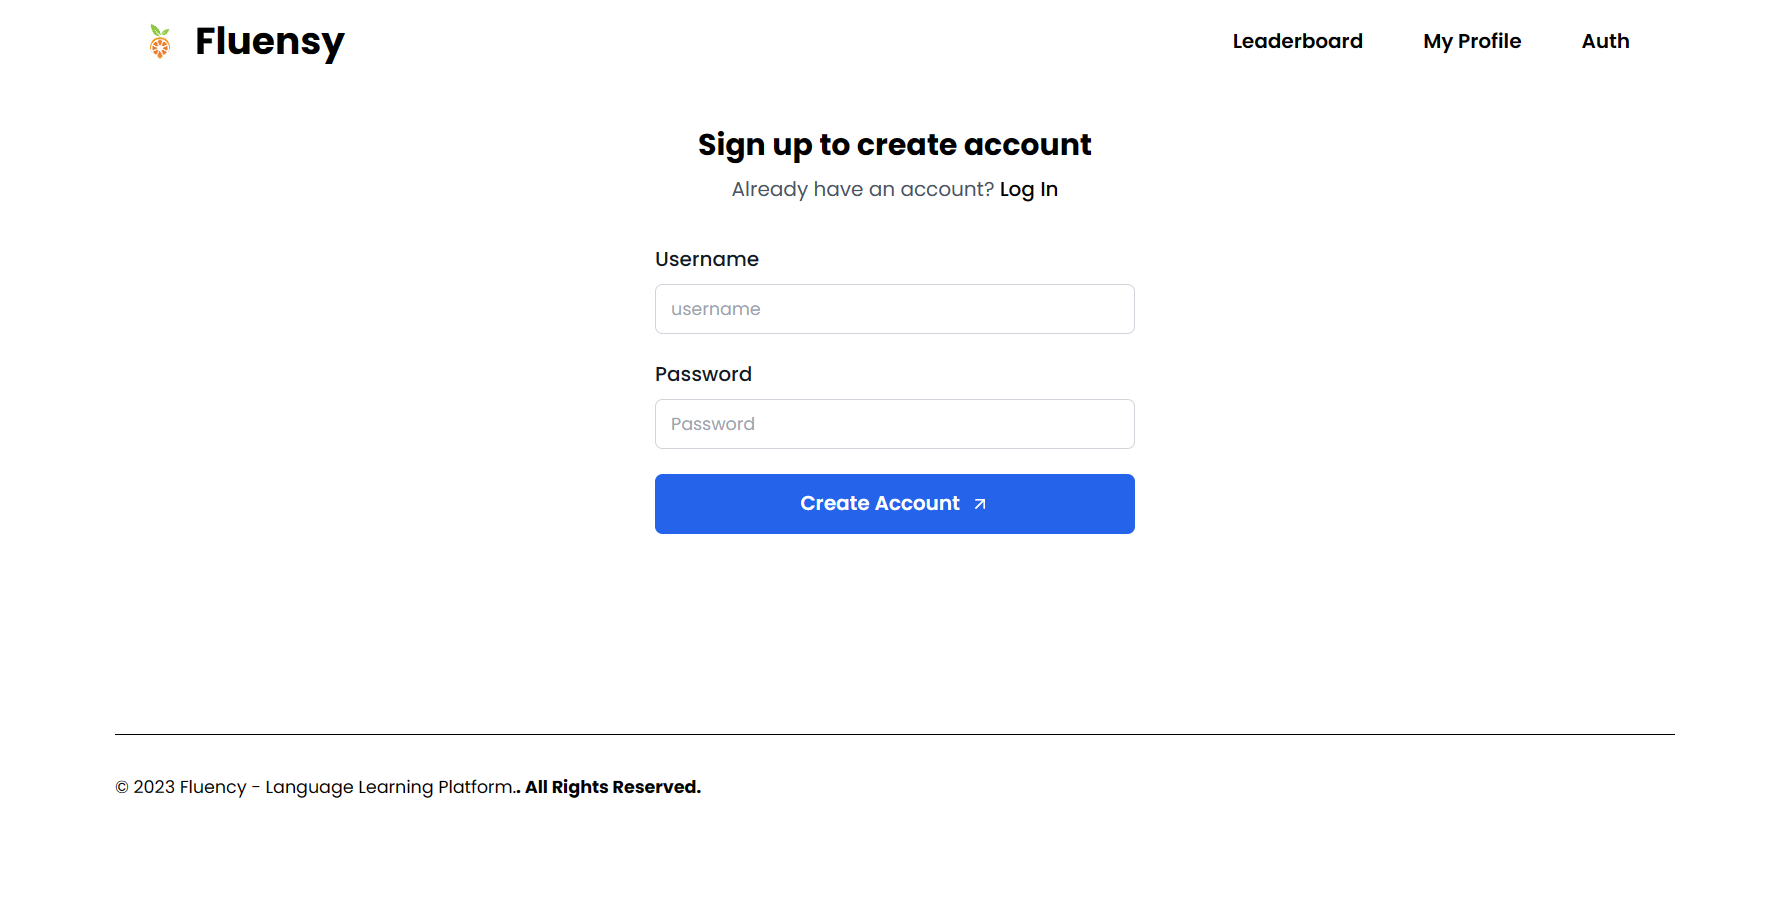 Fluensy
Leaderboard My Profile Auth
Sign up to create account
Already have an account? Log In
Username
username
Password
Password
Create Account
© 2023 Fluency - Language Learning Platform.. All Rights Reserved.